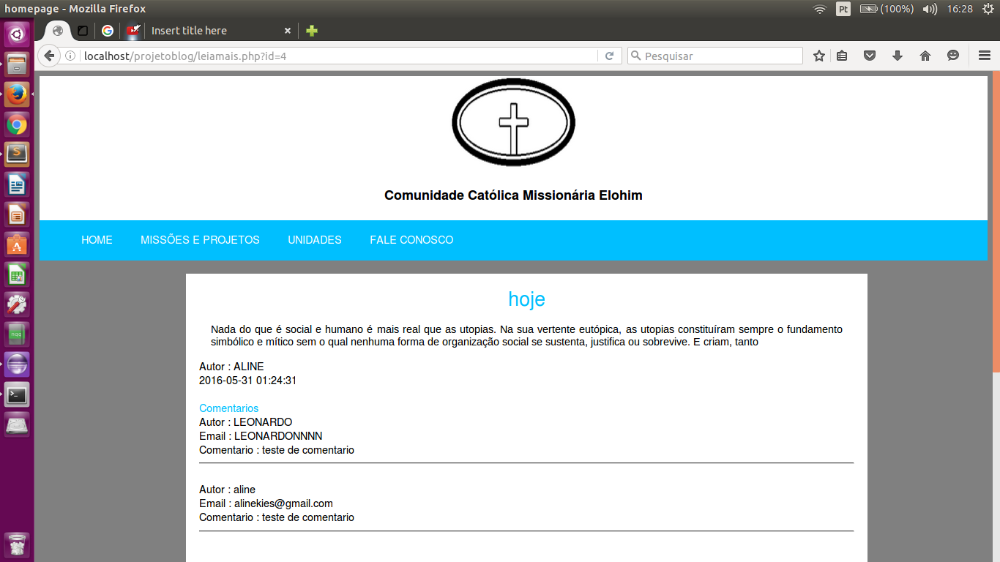 homepage - Mozilla Firefox
Pt
(100%)
16:28
Insert title here
localhost/projetoblog/leiamais.php?id=4
Pesquisar
Comunidade Católica Missionária Elohim
HOME MISSÕES E PROJETOS UNIDADES FALE CONOSCO
hoje
Nada do que é social e humano é mais real que as utopias. Na sua vertente eutópica, as utopias constituíram sempre o fundamento
simbólico e mítico sem o qual nenhuma forma de organização social se sustenta, justifica ou sobrevive. E criam, tanto
Autor : ALINE
2016-05-31 01:24:31
Comentarios
Autor : LEONARDO
Email : LEONARDONNNN
Comentario : teste de comentario
Autor : aline
Email : alinekies@gmail.com
Comentario : teste de comentario